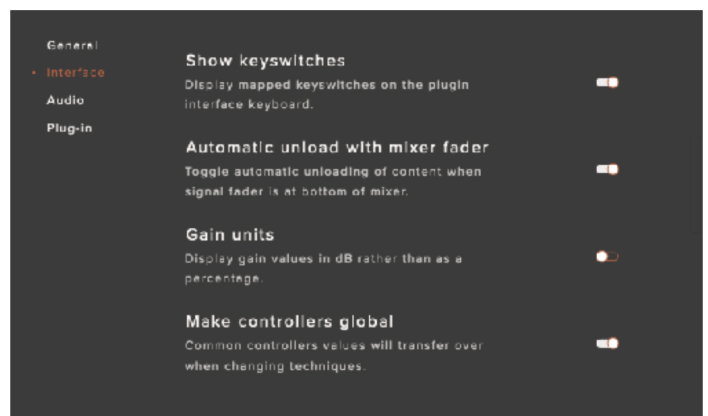 General
Interface
Audio
Plug-in
Show keyswitches
Display mapped keyswitches on the plugin
interface keyboard.
Automatic unload with mixer fader
Toggle automatic unloading of content when
signal fader is at bottom of mixer.
Gain units
Display gain values in dB rather than as a
percentage.
Make controllers global
Common controllers values will transfer over
when changing techniques.